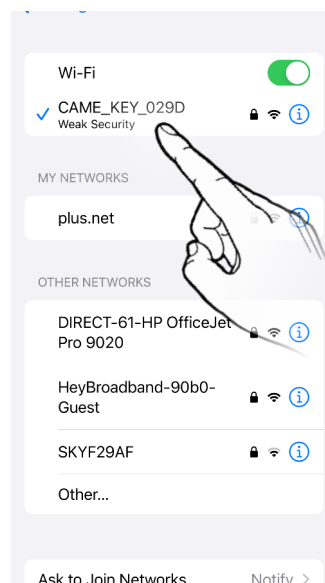 Wi-Fi
CAME_KEY_029D
Weak Security
MY NETWORKS
plus.net
OTHER NETWORKS
DIRECT-61-HP OfficeJet
Pro 9020
HeyBroadband-90b0-
Guest
SKYF29AF
Other...
Ask to Join Networks Notify